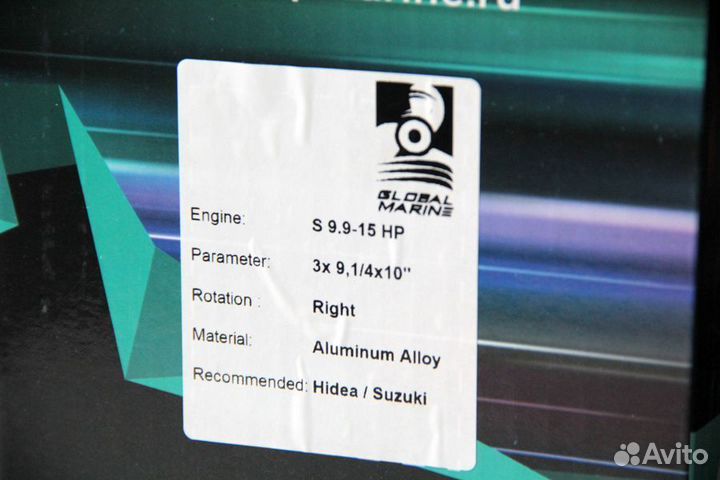 GLOBAL
MARINE
Engine: S 9.9-15 HP
Parameter: 3x 9,1/4x10"
Rotation : Right
Material: Aluminum Alloy
Recommended: Hidea / Suzuki
Avito